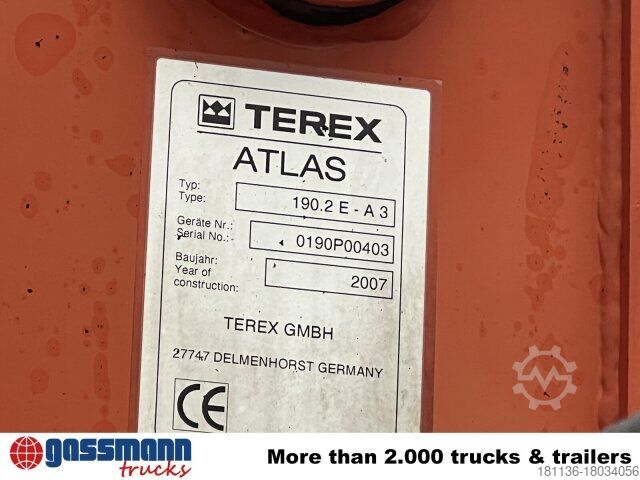 TEREX
ATLAS
Typ:
Type:
190.2 E - A 3
Geräte Nr.:
Serial No.:
0190P00403
Baujahr:
Year of
construction:
2007
TEREX GMBH
27747 DELMENHORST GERMANY
CE
gassmann
trucks
More than 2.000 trucks & trailers
181136-18034056